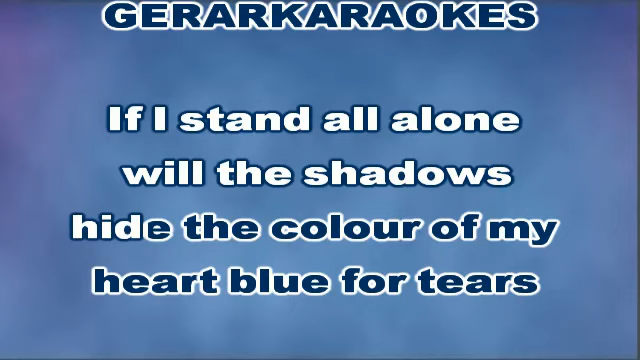 GERARKARAOKES
If I stand all alone
will the shadows
hide the colour of my
heart blue for tears